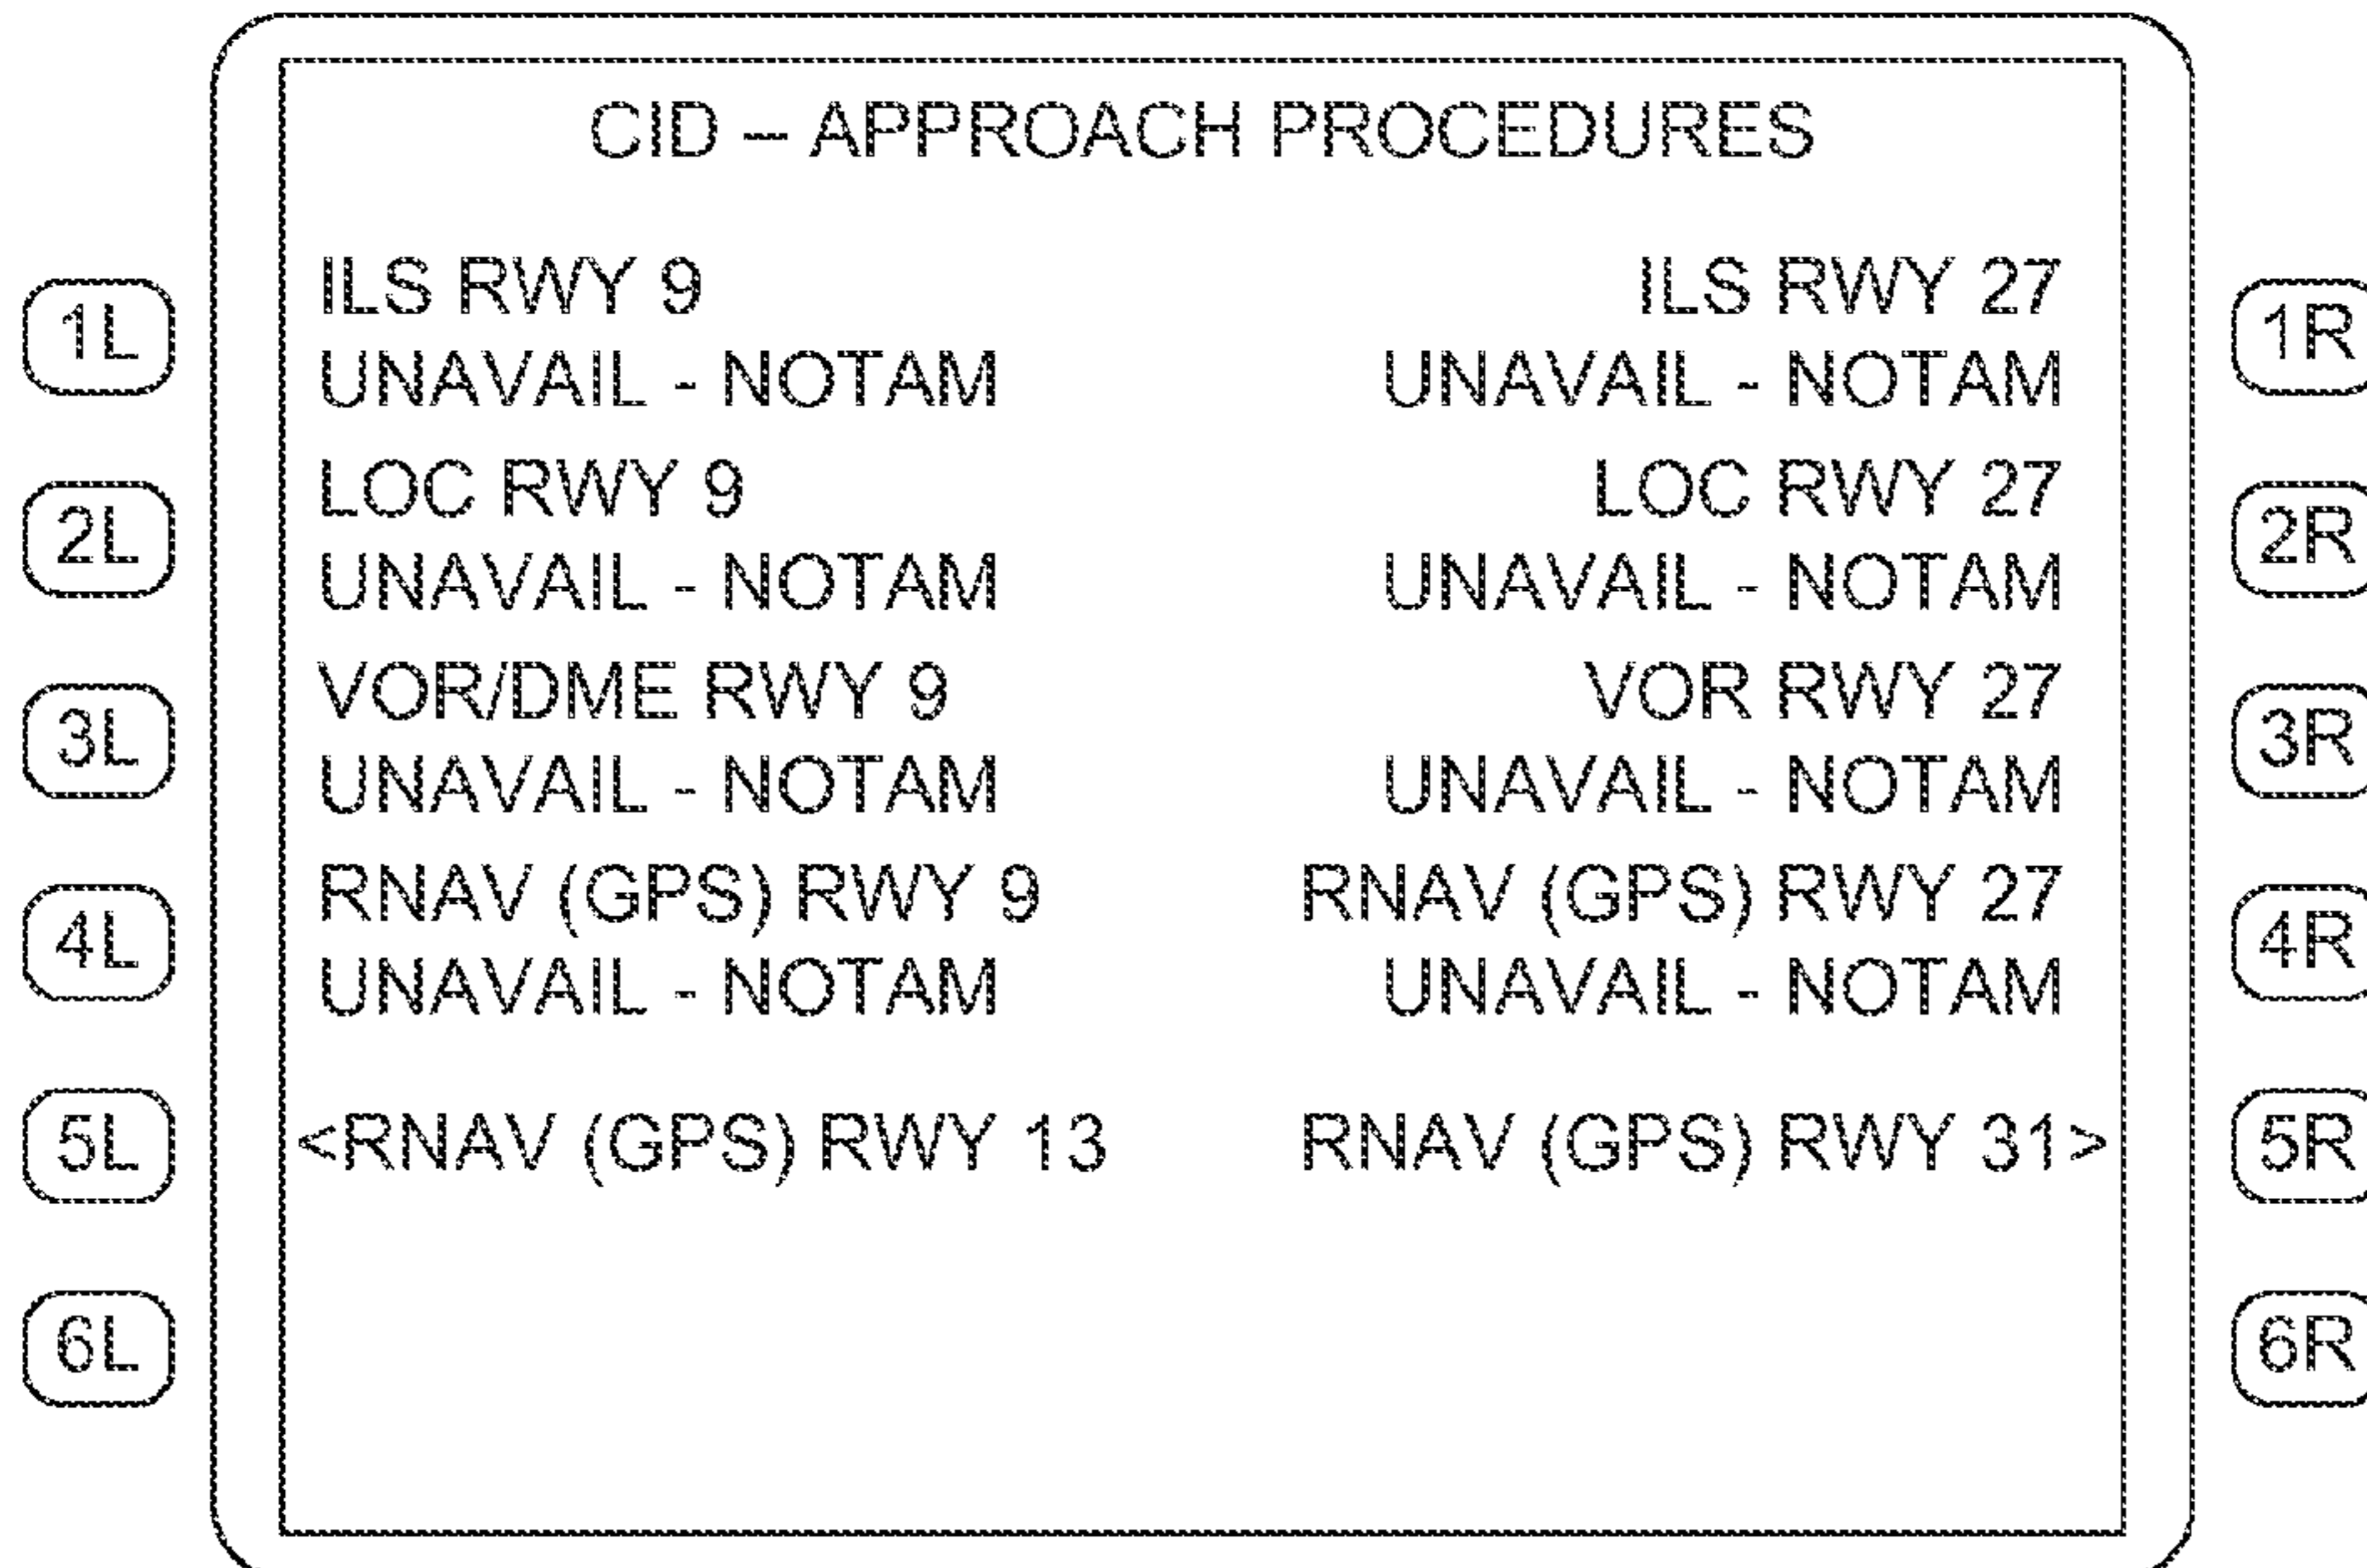 CID – APPROACH PROCEDURES
ILS RWY 9 ILS RWY 27
1L UNAVAIL - NOTAM UNAVAIL - NOTAM 1R
LOC RWY 9 LOC RWY 27
2L UNAVAIL - NOTAM UNAVAIL - NOTAM 2R
VOR/DME RWY 9 VOR RWY 27
3L UNAVAIL - NOTAM UNAVAIL - NOTAM 3R
RNAV (GPS) RWY 9 RNAV (GPS) RWY 27
4L UNAVAIL - NOTAM UNAVAIL - NOTAM 4R
5L <RNAV (GPS) RWY 13 RNAV (GPS) RWY 31> 5R
6L 6R